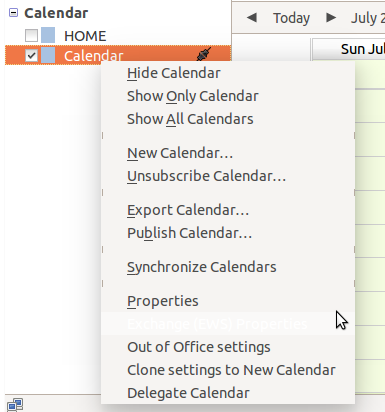 Calendar
Today
July 2
HOME
Calendar
Sun Jul
Hide Calendar
Show Only Calendar
Show All Calendars
New Calendar...
Unsubscribe Calendar...
Export Calendar...
Publish Calendar...
Synchronize Calendars
Properties
Exchange (EWS) Properties
Out of Office settings
Clone settings to New Calendar
Delegate Calendar